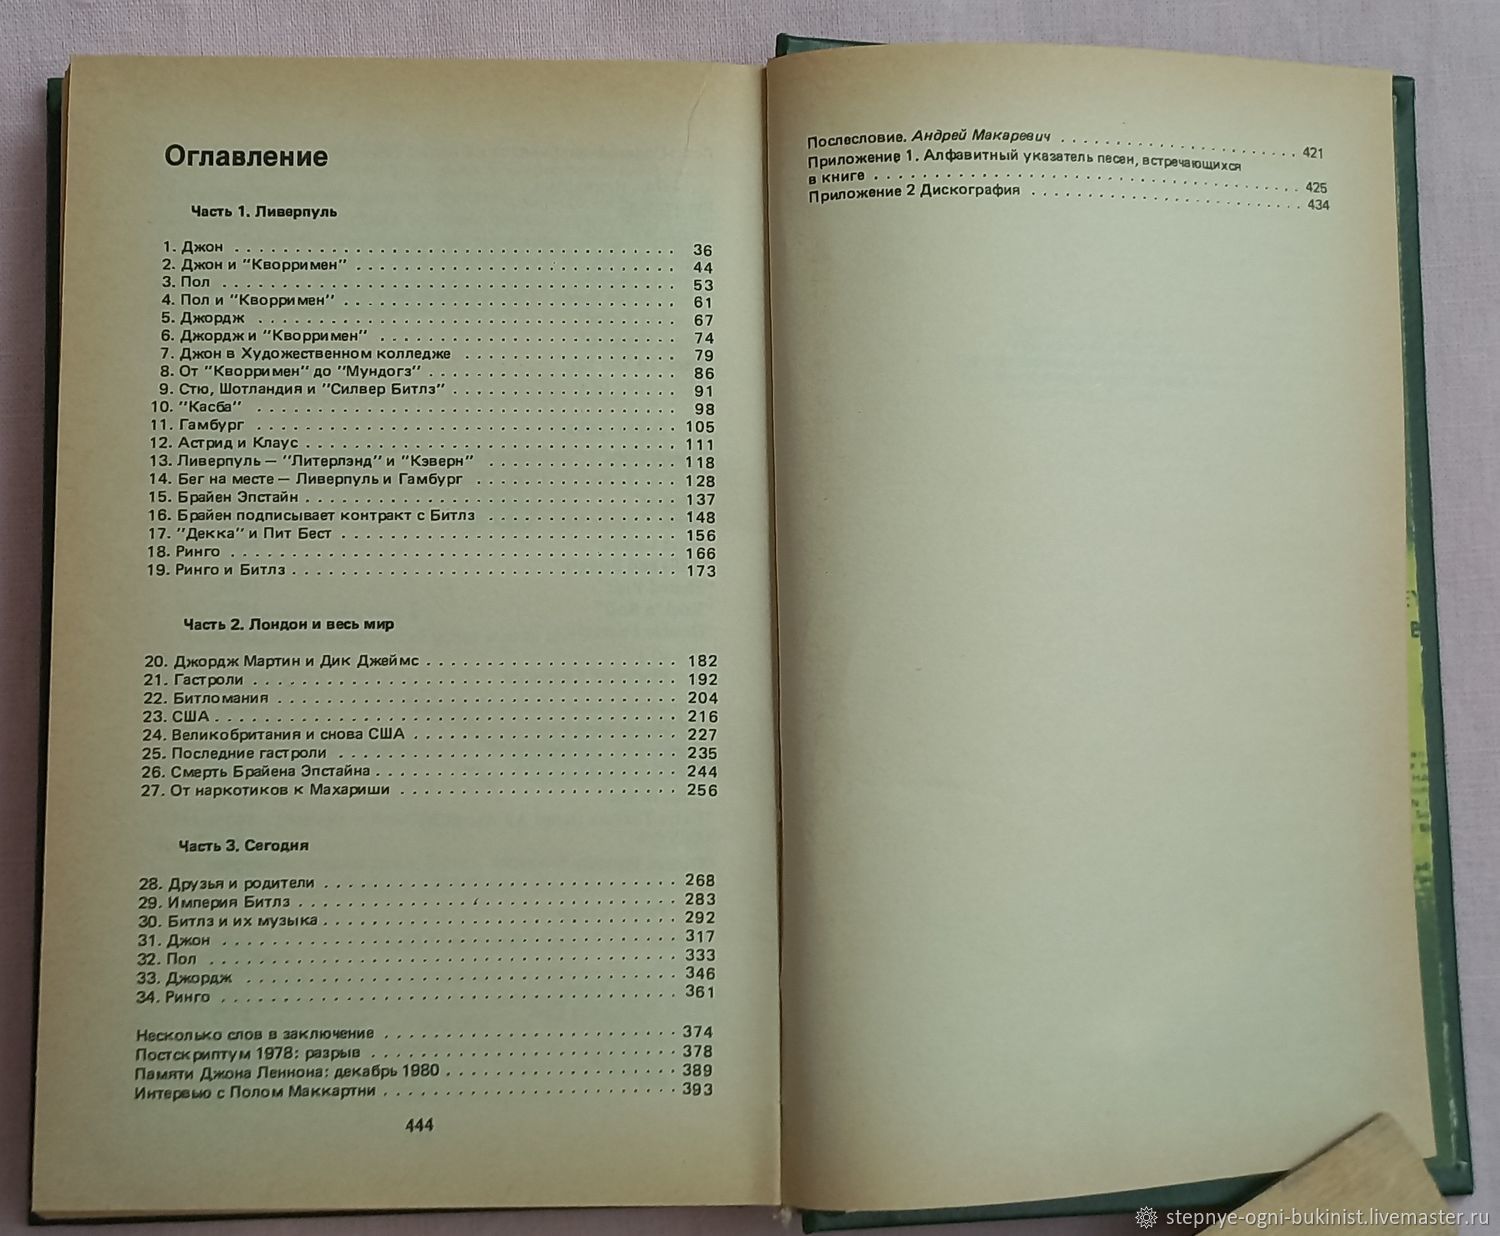 Оглавление
Часть 1. Ливерпуль
1. Джон . . . . . . . . . . 36
2. Джон и "Кворримен" . . . . . . . . . . 44
3. Пол . . . . . . . . . . 53
4. Пол и "Кворримен" . . . . . . . . . . 61
5. Джордж . . . . . . . . . . 67
6. Джордж и "Кворримен" . . . . . . . . . . 74
7. Джон в Художественном колледже . . . . . . . . . . 79
8. От "Кворримен" до "Мундогз" . . . . . . . . . . 86
9. Стю, Шотландия и "Силвер Битлз" . . . . . . . . . . 91
10. "Касба" . . . . . . . . . . 98
11. Гамбург . . . . . . . . . . 105
12. Астрид и Клаус . . . . . . . . . . 111
13. Ливерпуль — "Литерлэнд" и "Кэверн" . . . . . . . . . . 118
14. Бег на месте — Ливерпуль и Гамбург . . . . . . . . . . 128
15. Брайен Эпстайн . . . . . . . . . . 137
16. Брайен подписывает контракт с Битлз . . . . . . . . . . 148
17. "Декка" и Пит Бест . . . . . . . . . . 156
18. Ринго . . . . . . . . . . 166
19. Ринго и Битлз . . . . . . . . . . 173
Часть 2. Лондон и весь мир
20. Джордж Мартин и Дик Джеймс . . . . . . . . . . 182
21. Гастроли . . . . . . . . . . 192
22. Битломания . . . . . . . . . . 204
23. США . . . . . . . . . . 216
24. Великобритания и снова США . . . . . . . . . . 227
25. Последние гастроли . . . . . . . . . . 235
26. Смерть Брайена Эпстайна . . . . . . . . . . 244
27. От наркотиков к Махариши . . . . . . . . . . 256
Часть 3. Сегодня
28. Друзья и родители . . . . . . . . . . 268
29. Империя Битлз . . . . . . . . . . 283
30. Битлз и их музыка . . . . . . . . . . 292
31. Джон . . . . . . . . . . 317
32. Пол . . . . . . . . . . 333
33. Джордж . . . . . . . . . . 346
34. Ринго . . . . . . . . . . 361
Несколько слов в заключение . . . . . . . . . . 374
Постскриптум 1978: разрыв . . . . . . . . . . 378
Памяти Джона Леннона: декабрь 1980 . . . . . . . . . . 389
Интервью с Полом Маккартни . . . . . . . . . . 393
444
Послесловие. Андрей Макаревич . . . . . . . . . . 421
Приложение 1. Алфавитный указатель песен, встречающихся
в книге . . . . . . . . . . 425
Приложение 2 Дискография . . . . . . . . . . 434
stepnye-ogni-bukinist.livemaster.ru